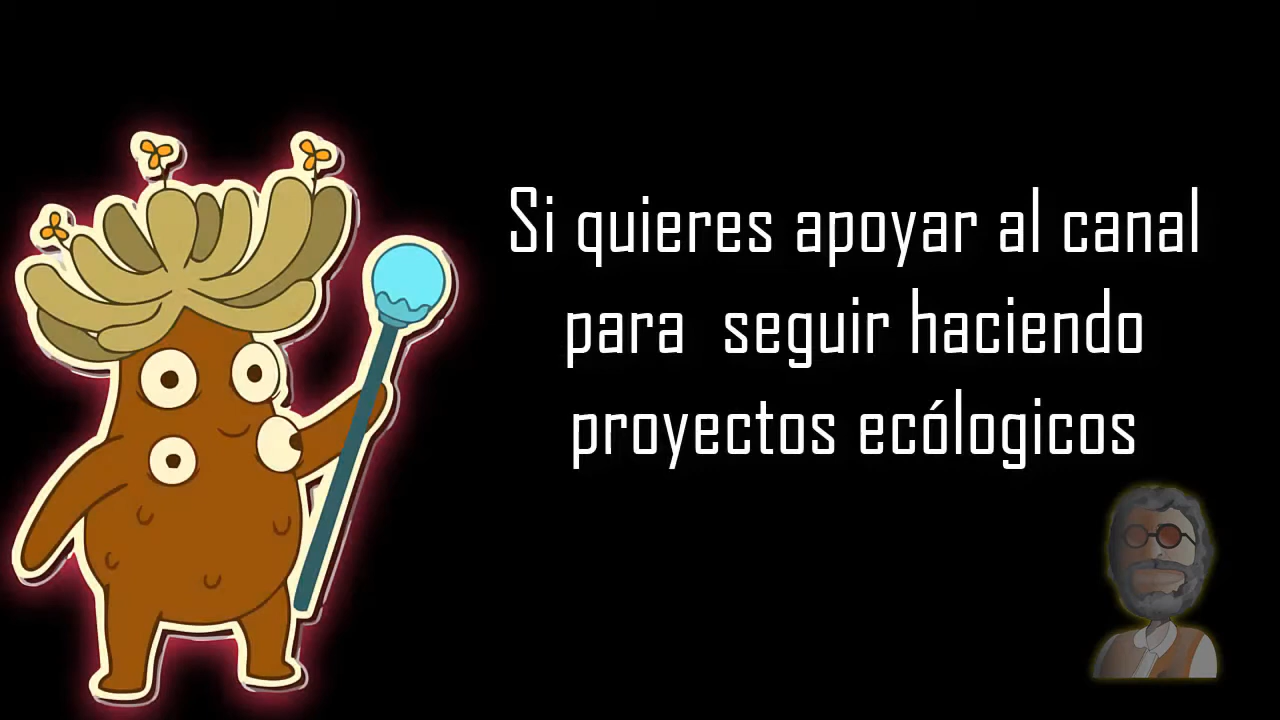 Si quieres apoyar al canal
para seguir haciendo
proyectos ecólogicos